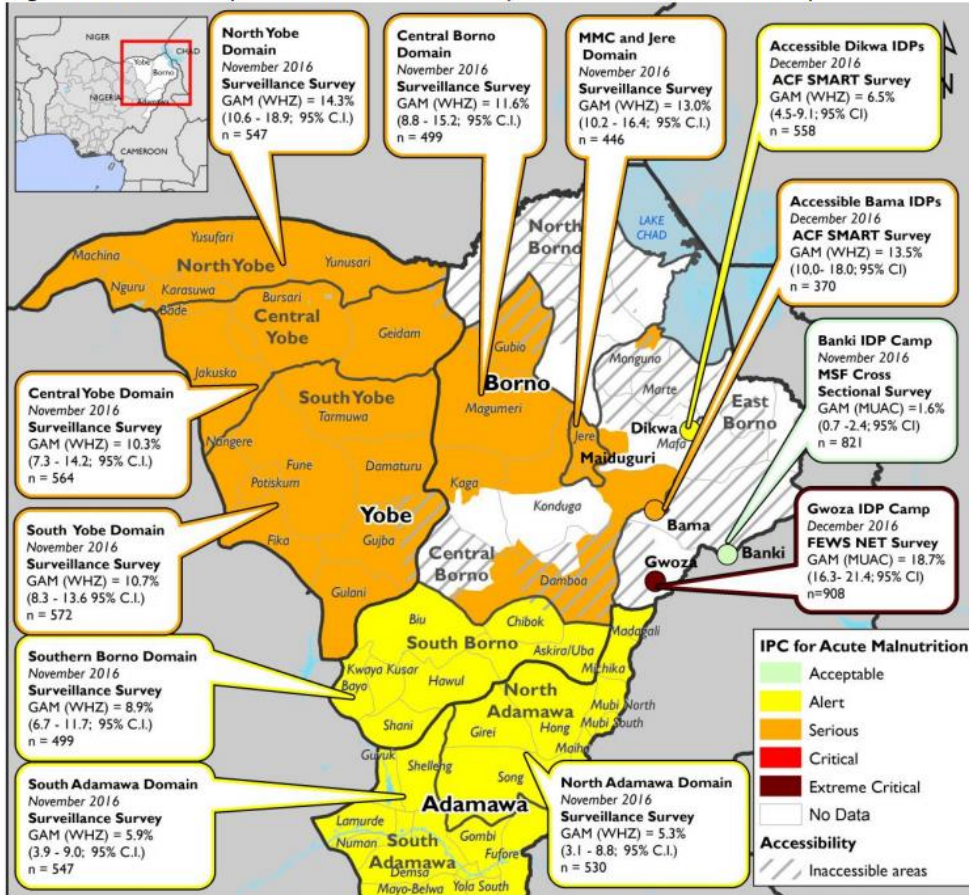 NIGER
CHAD
Yobe
Borno
NIGERIA
Adamawa
CAMEROON
North Yobe
Domain
November 2016
Surveillance Survey
GAM (WHZ) = 14.3%
(10.6 - 18.9; 95% C.I.)
n = 547
Central Borno
Domain
November 2016
Surveillance Survey
GAM (WHZ) = 11.6%
(8.8 - 15.2; 95% C.I.)
n = 499
MMC and Jere
Domain
November 2016
Surveillance Survey
GAM (WHZ) = 13.0%
(10.2 - 16.4; 95% C.I.)
n = 446
Accessible Dikwa IDPs
December 2016
ACF SMART Survey
GAM (WHZ) = 6.5%
(4.5-9.1; 95% CI)
n = 558
N
Accessible Bama IDPs
December 2016
ACF SMART Survey
GAM (WHZ) = 13.5%
(10.0- 18.0; 95% CI)
n = 370
Banki IDP Camp
November 2016
MSF Cross
Sectional Survey
GAM (MUAC) =1.6%
(0.7 -2.4; 95% CI)
n = 821
Gwoza IDP Camp
December 2016
FEWS NET Survey
GAM (MUAC) = 18.7%
(16.3- 21.4; 95% CI)
n=908
Central Yobe Domain
November 2016
Surveillance Survey
GAM (WHZ) = 10.3%
(7.3 - 14.2; 95% C.I.)
n = 564
South Yobe Domain
November 2016
Surveillance Survey
GAM (WHZ) = 10.7%
(8.3 - 13.6 95% C.I.)
n = 572
Southern Borno Domain
November 2016
Surveillance Survey
GAM (WHZ) = 8.9%
(6.7 - 11.7; 95% C.I.)
n = 499
South Adamawa Domain
November 2016
Surveillance Survey
GAM (WHZ) = 5.9%
(3.9 - 9.0; 95% C.I.)
n = 547
North Adamawa Domain
November 2016
Surveillance Survey
GAM (WHZ) = 5.3%
(3.1 - 8.8; 95% C.I.)
n = 530
LAKE
CHAD
North
Borno
Yusufari
Machina
North Yobe
Yunusari
Nguru
Karasuwa
Bade
Bursari
Central
Yobe
Geidam
Gubio
Jakusko
Borno
Monguno
Marte
East
Borno
South Yobe
Tarmuwa
Magumeri
Dikwa
Mafa
Jere
Maiduguri
Nangere
Fune
Damaturu
Potiskum
Kaga
Konduga
Yobe
Bama
Fika
Gujba
Central
Borno
Damboa
Gwoza
Banki
Gulani
Biu
Chibok
Madagali
South Borno
Askira/Uba
Michika
Kwaya Kusar
Baya
Hawul
North
Adamawa
Mubi North
Mubi South
Shani
Girei
Hong
Maiha
Guyuk
Shelleng
Song
Adamawa
Lamurde
Numan
South
Adamawa
Gombi
Fufore
Demsa
Mayo-Belwa
Yola South
IPC for Acute Malnutrition
Acceptable
Alert
Serious
Critical
Extreme Critical
No Data
Accessibility
Inaccessible areas